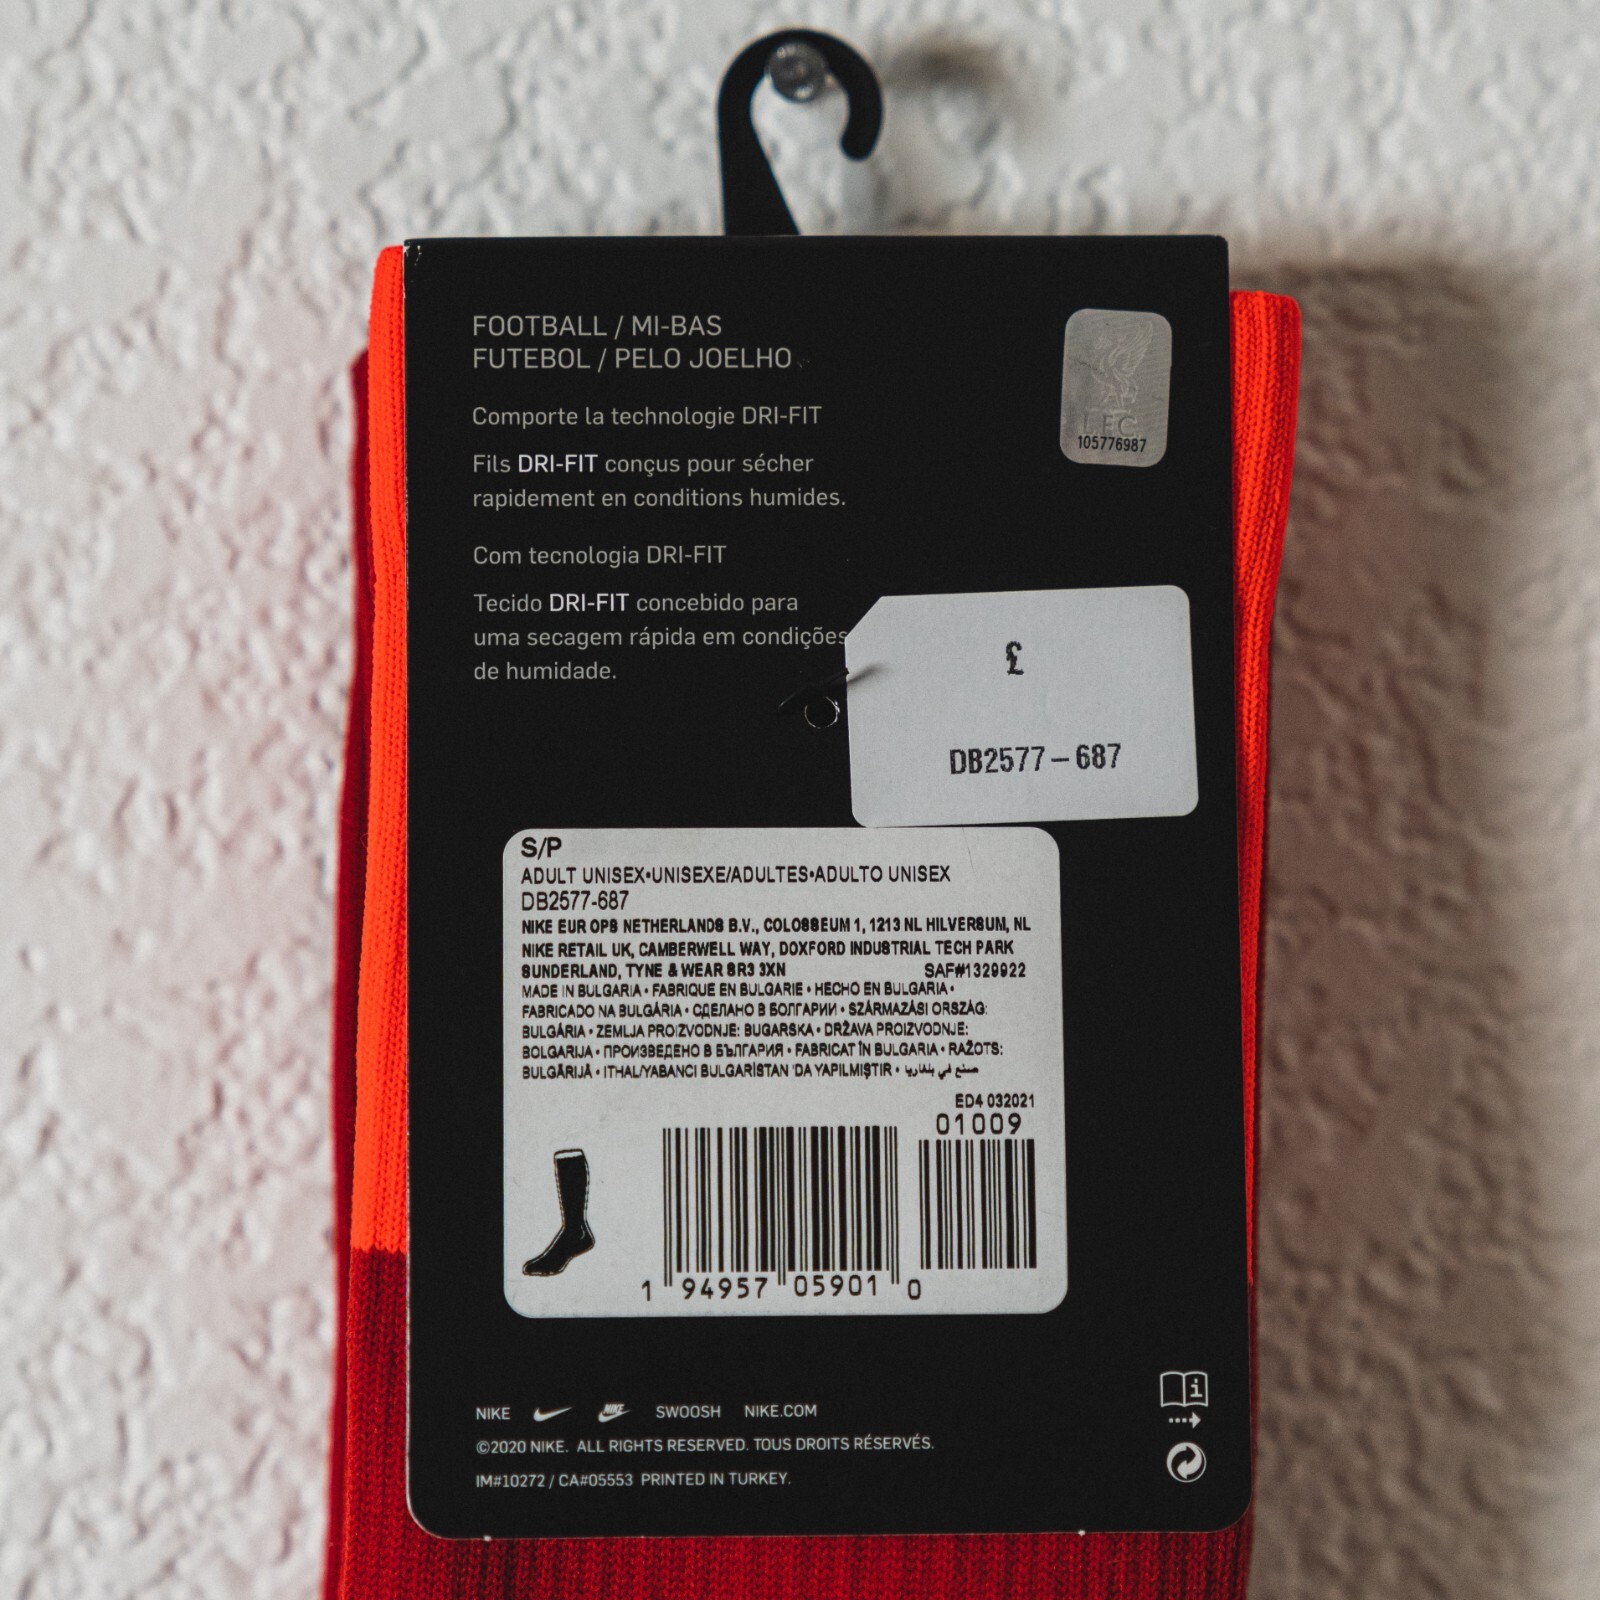 FOOTBALL / MI-BAS
FUTEBOL / PELO JOELHO
Comporte la technologie DRI-FIT
Fils DRI-FIT conçus pour sécher
rapidement en conditions humides.
Com tecnologia DRI-FIT
Tecido DRI-FIT concebido para
uma secagem rápida em condições
de humidade.
L.F.C.
105776987
£
DB2577-687
S/P
ADULT UNISEX•UNISEXE/ADULTES•ADULTO UNISEX
DB2577-687
NIKE EUR OPS NETHERLANDS B.V., COLOSSEUM 1, 1213 NL HILVERSUM, NL
NIKE RETAIL UK, CAMBERWELL WAY, DOXFORD INDUSTRIAL TECH PARK
SUNDERLAND, TYNE & WEAR SR3 3XN SAF#1329922
MADE IN BULGARIA • FABRIQUE EN BULGARIE • HECHO EN BULGARIA •
FABRICADO NA BULGÁRIA • СДЕЛАНО В БОЛГАРИИ • SZÁRMAZÁSI ORSZÁG:
BULGÁRIA • ZEMLJA PROIZVODNJE: BUGARSKA • DRŽAVA PROIZVODNJE:
BOLGARIJA • ПРОИЗВЕДЕНО В БЪЛГАРИЯ • FABRICAT ÎN BULGARIA • RAŽOTS:
BULGĀRIJĀ • ITHAL/YABANCI BULGARİSTAN 'DA YAPILMIŞTIR • صنع في بلغاريا
ED4 032021
01009
1 94957 05901 0
NIKE NIKE SWOOSH NIKE.COM
©2020 NIKE. ALL RIGHTS RESERVED. TOUS DROITS RÉSERVÉS.
IM#10272 / CA#05553 PRINTED IN TURKEY.